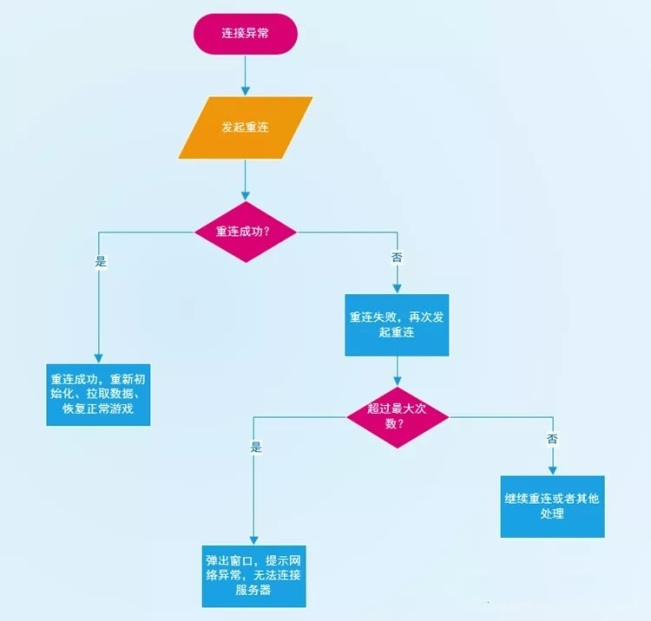 连接异常
发起重连
重连成功?
是
否
重连失败，再次发
起重连
重连成功，重新初
始化、拉取数据、
恢复正常游戏
超过最大次
数?
是
否
继续重连或者其他
处理
弹出窗口，提示网
络异常，无法连接
服务器